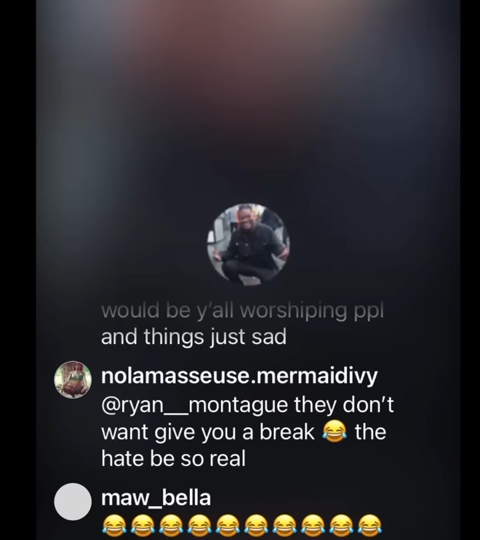 would be y'all worshiping ppl
and things just sad
nolamasseuse.mermaidivy
@ryan__montague they don't
want give you a break 😂 the
hate be so real
maw_bella
😂😂😂😂😂😂😂😂😂😂